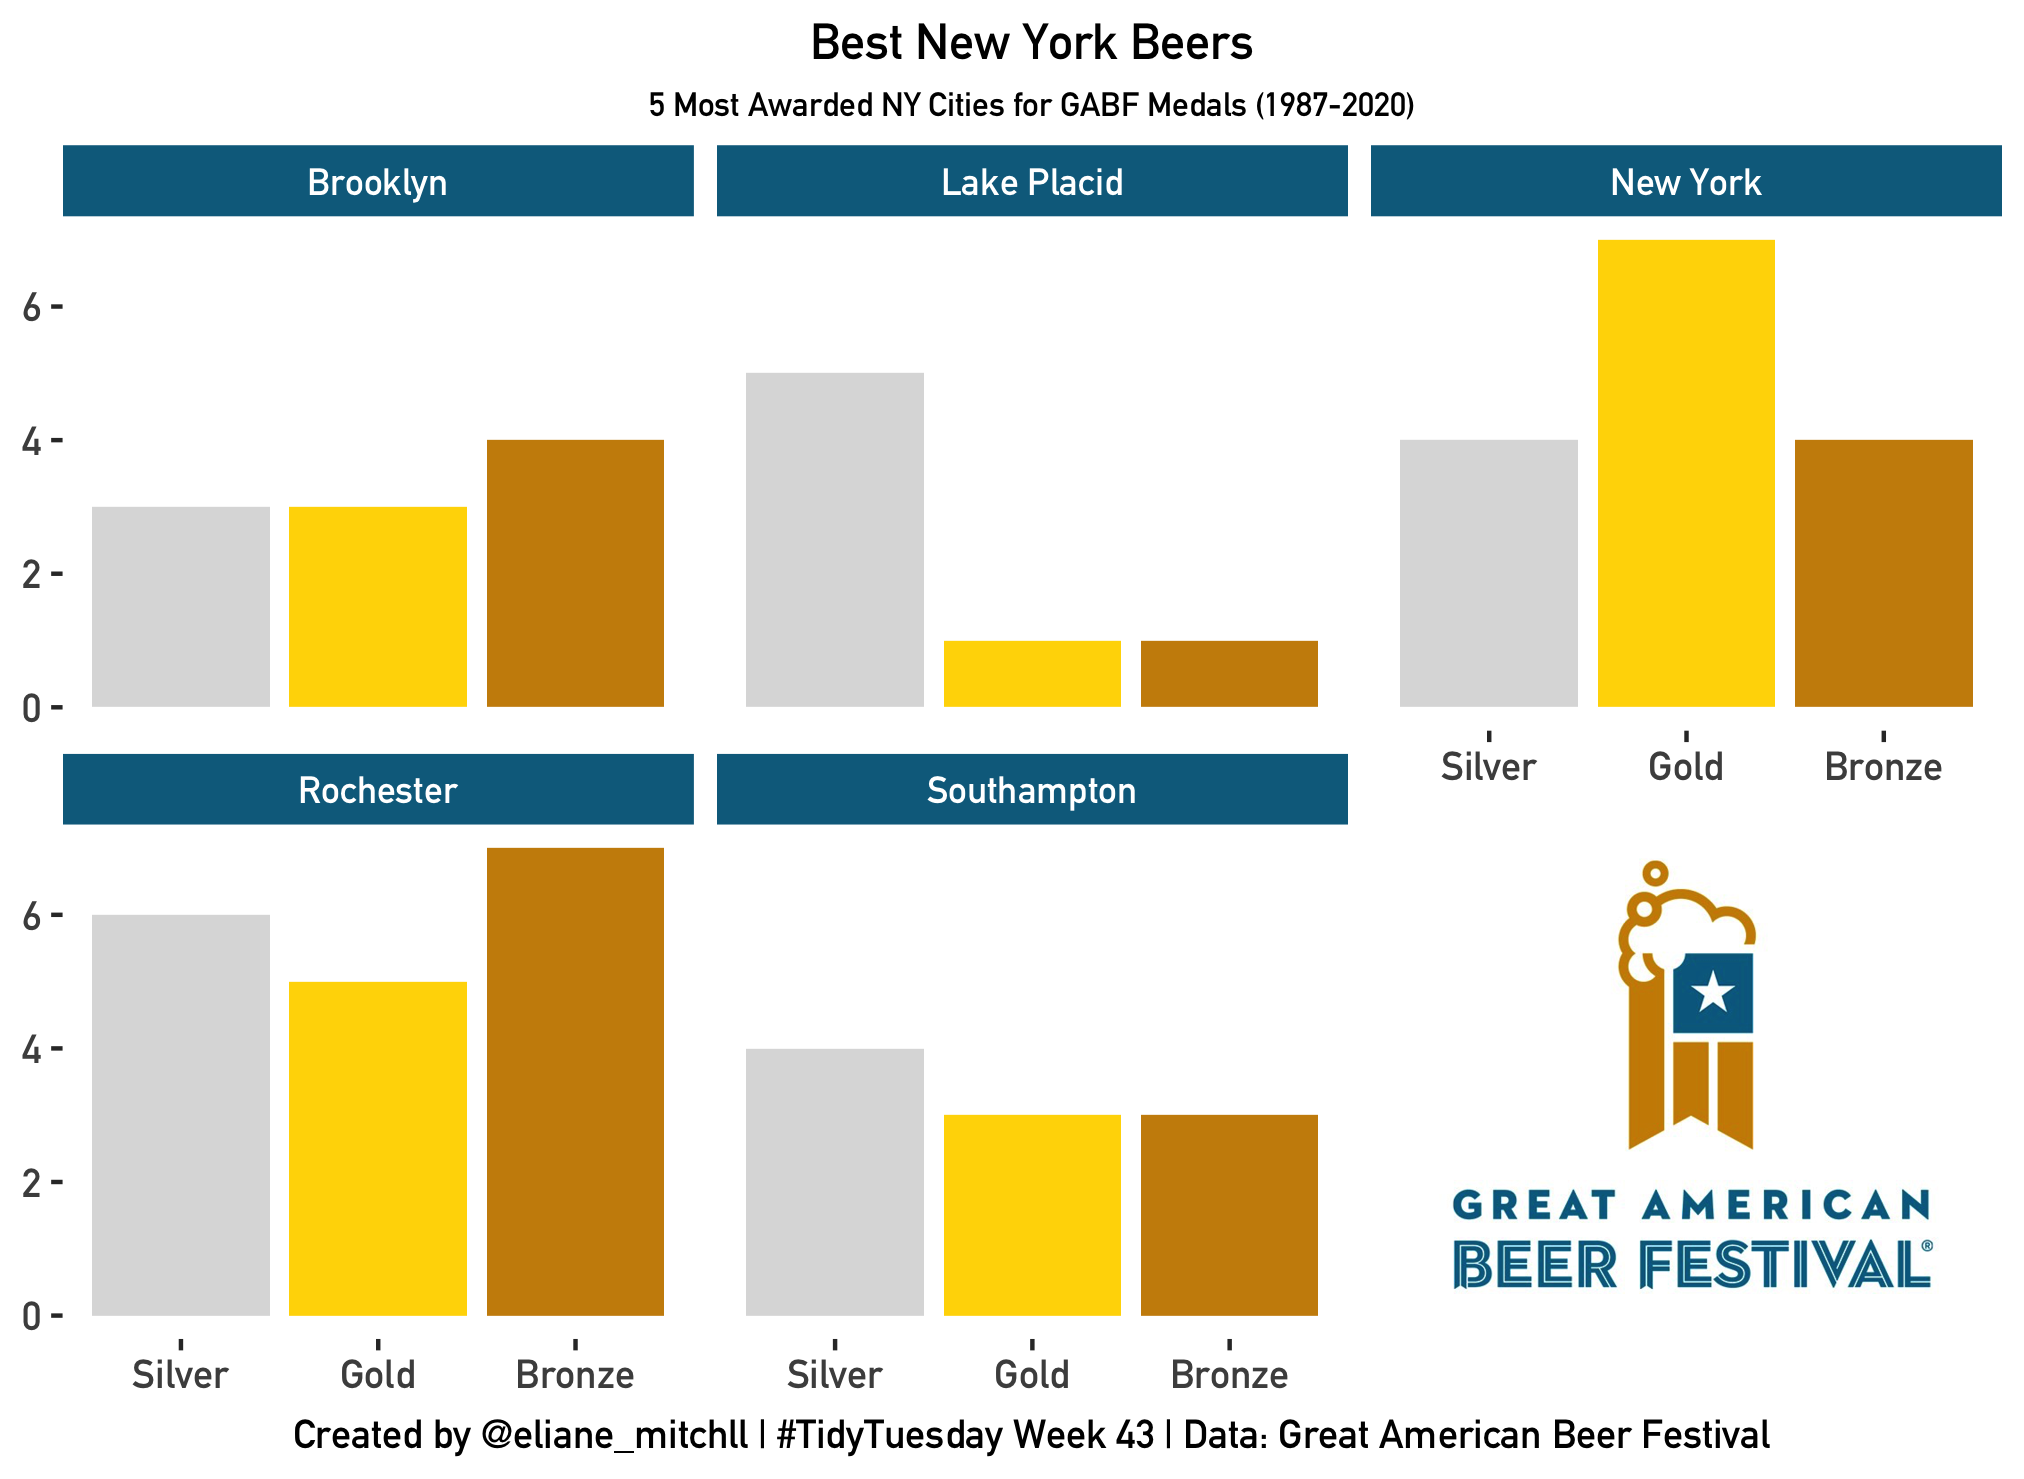 Best New York Beers
5 Most Awarded NY Cities for GABF Medals (1987-2020)
Brooklyn
Lake Placid
New York
6
4
2
0
Silver
Gold
Bronze
Rochester
Southampton
6
4
2
0
Silver
Gold
Bronze
Silver
Gold
Bronze
GREAT AMERICAN
BEER FESTIVAL®
Created by @eliane_mitchll | #TidyTuesday Week 43 | Data: Great American Beer Festival